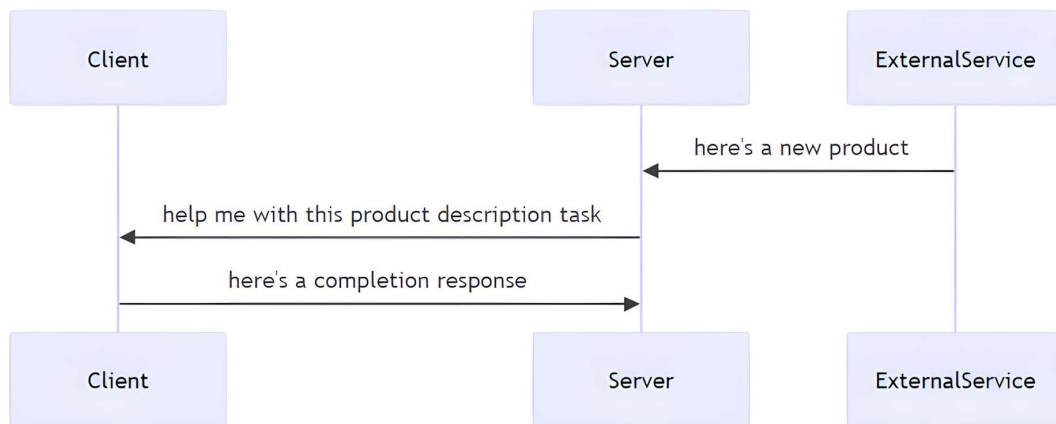 Client
Server
ExternalService
here's a new product
help me with this product description task
here's a completion response
Client
Server
ExternalService